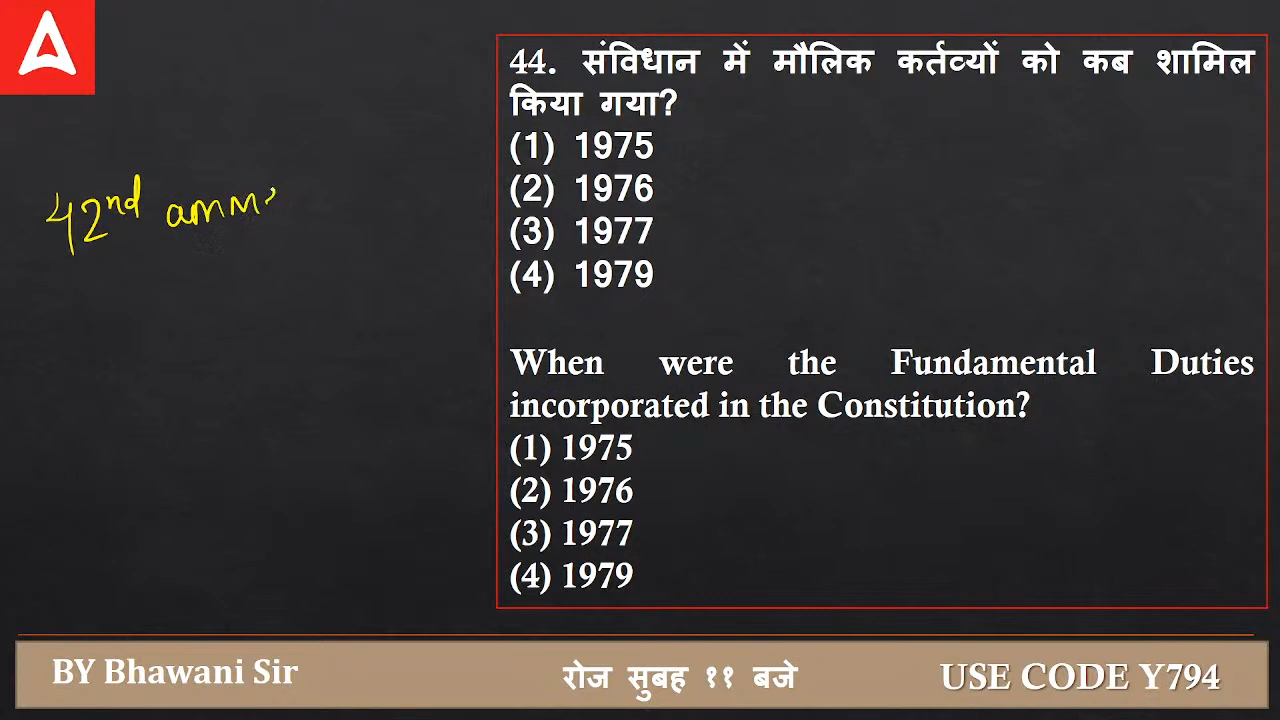 42nd amm
44. संविधान में मौलिक कर्तव्यों को कब शामिल
किया गया?
(1) 1975
(2) 1976
(3) 1977
(4) 1979
When were the Fundamental Duties
incorporated in the Constitution?
(1) 1975
(2) 1976
(3) 1977
(4) 1979
BY Bhawani Sir
रोज सुबह ११ बजे
USE CODE Y794